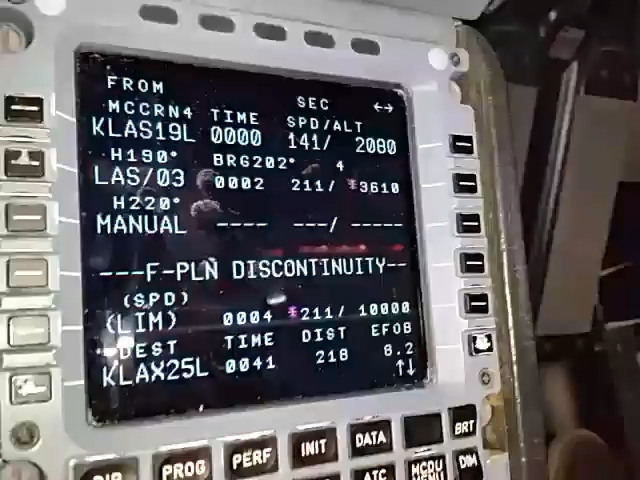 FROM
SEC ↔
MCCRN4 TIME SPD/ALT
KLAS19L 0000 141/ 2080
H190° BRG202° 4
LAS/03 0002 211/ *3610
H220°
MANUAL ---- ---/ -----
---F-PLN DISCONTINUITY--
(SPD)
(LIM) 0004 *211/ 10000
DEST TIME DIST EFOB
KLAX25L 0041 218 8.2
↑↓
DIR PROG PERF INIT DATA BRT
ATC MCDU MENU DIM